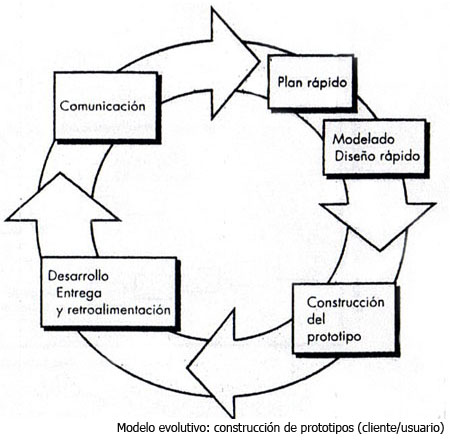 Comunicación
Plan rápido
Modelado
Diseño rápido
Construcción
del
prototipo
Desarrollo
Entrega
y retroalimentación
Modelo evolutivo: construcción de prototipos (cliente/usuario)